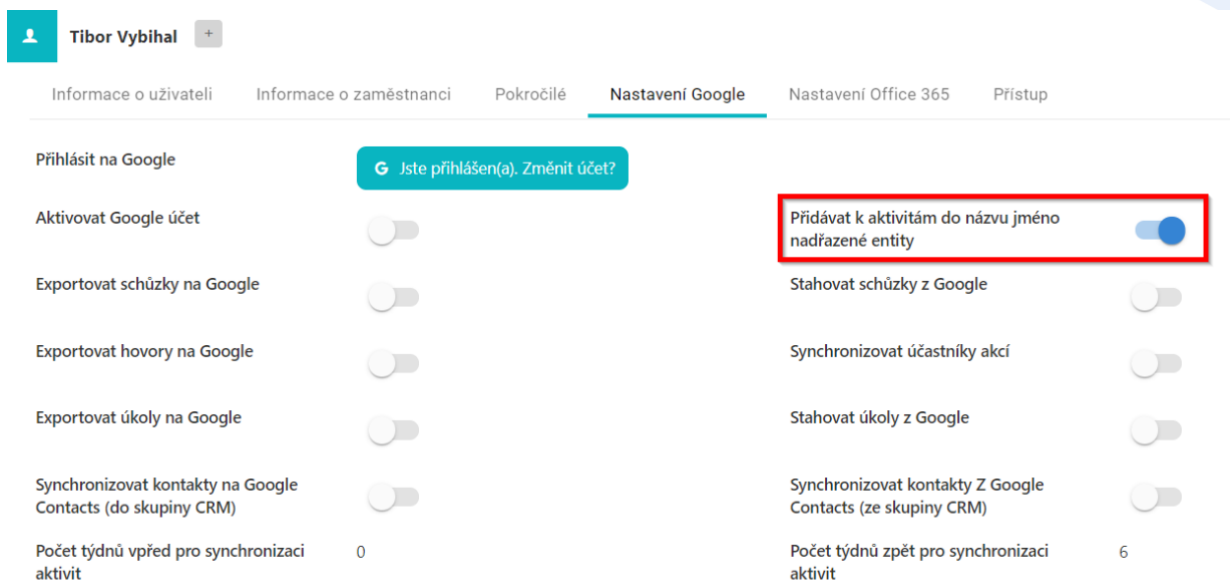 Tibor Vybihal +
Informace o uživateli Informace o zaměstnanci Pokročilé Nastavení Google Nastavení Office 365 Přístup
Přihlásit na Google
G Jste přihlášen(a). Změnit účet?
Aktivovat Google účet
Přidávat k aktivitám do názvu jméno
nadřazené entity
Exportovat schůzky na Google
Stahovat schůzky z Google
Exportovat hovory na Google
Synchronizovat účastníky akcí
Exportovat úkoly na Google
Stahovat úkoly z Google
Synchronizovat kontakty na Google
Contacts (do skupiny CRM)
Synchronizovat kontakty Z Google
Contacts (ze skupiny CRM)
Počet týdnů vpřed pro synchronizaci
aktivit
0
Počet týdnů zpět pro synchronizaci
aktivit
6